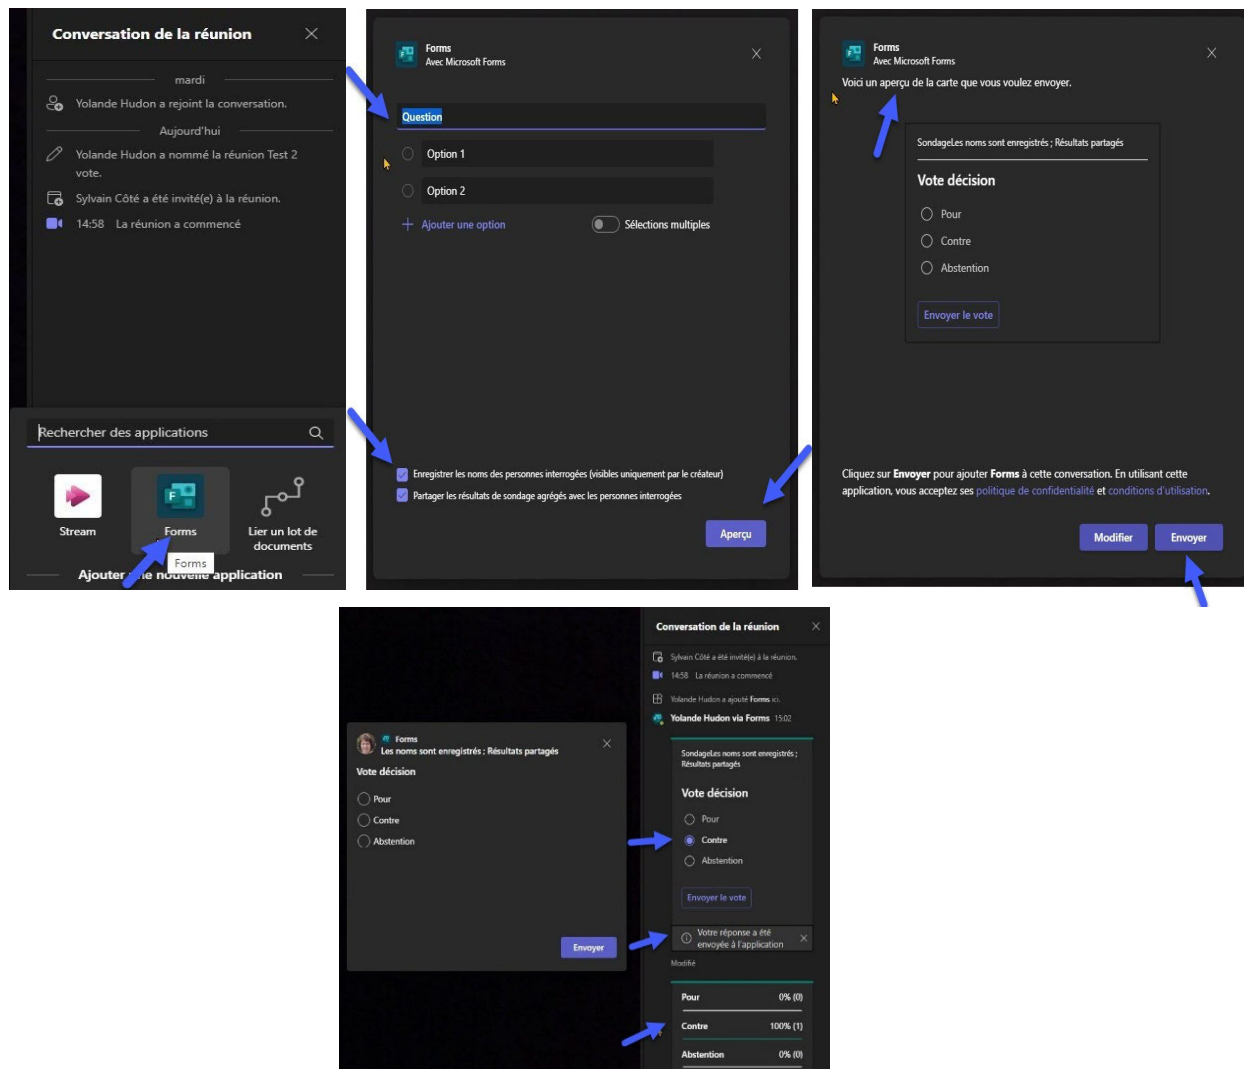 Conversation de la réunion
mardi
Yolande Hudon a rejoint la conversation.
Aujourd'hui
Yolande Hudon a nommé la réunion Test 2
vote.
Sylvain Côté a été invité(e) à la réunion.
14:58 La réunion a commencé
Rechercher des applications
Stream
Forms
Lier un lot de
documents
Forms
Ajouter une nouvelle application
Forms
Avec Microsoft Forms
Question
Option 1
Option 2
Ajouter une option
Sélections multiples
Enregistrer les noms des personnes interrogées (visibles uniquement par le créateur)
Partager les résultats de sondage agrégés avec les personnes interrogées
Aperçu
Forms
Avec Microsoft Forms
Voici un aperçu de la carte que vous voulez envoyer.
SondageLes noms sont enregistrés ; Résultats partagés
Vote décision
Pour
Contre
Abstention
Envoyer le vote
Cliquez sur Envoyer pour ajouter Forms à cette conversation. En utilisant cette
application, vous acceptez ses politique de confidentialité et conditions d'utilisation.
Modifier
Envoyer
Forms
Les noms sont enregistrés ; Résultats partagés
Vote décision
Pour
Contre
Abstention
Envoyer
Conversation de la réunion
Sylvain Côté a été invité(e) à la réunion.
14:58 La réunion a commencé
Yolande Hudon a ajouté Forms ici.
Yolande Hudon via Forms 15:02
SondageLes noms sont enregistrés ;
Résultats partagés
Vote décision
Pour
Contre
Abstention
Envoyer le vote
Votre réponse a été
envoyée à l'application
Modifié
Pour 0% (0)
Contre 100% (1)
Abstention 0% (0)